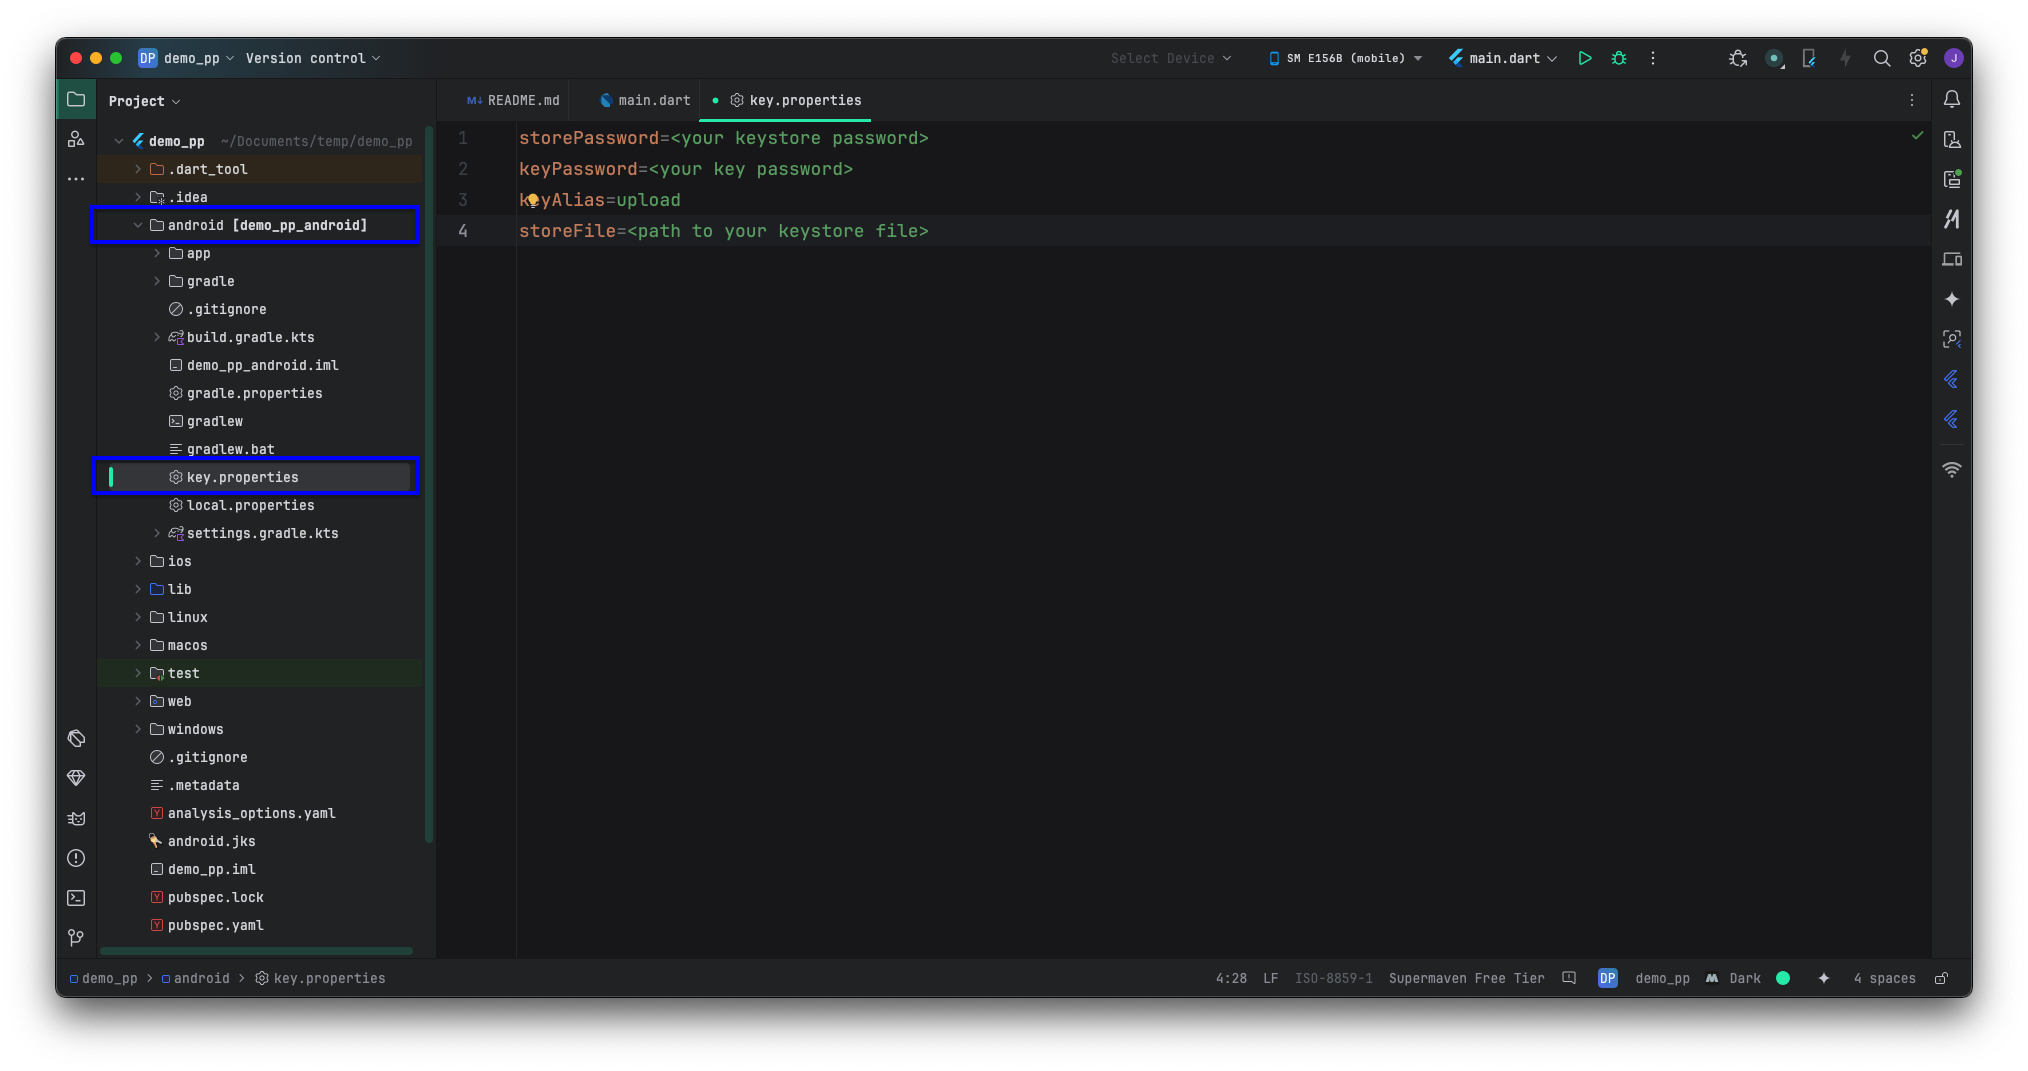 DP demo_pp Version control Select Device SM E156B (mobile) main.dart J
Project
README.md main.dart key.properties
demo_pp ~/Documents/temp/demo_pp
.dart_tool
.idea
android [demo_pp_android]
app
gradle
.gitignore
build.gradle.kts
demo_pp_android.iml
gradle.properties
gradlew
gradlew.bat
key.properties
local.properties
settings.gradle.kts
ios
lib
linux
macos
test
web
windows
.gitignore
.metadata
analysis_options.yaml
android.jks
demo_pp.iml
pubspec.lock
pubspec.yaml
1 storePassword=<your keystore password>
2 keyPassword=<your key password>
3 keyAlias=upload
4 storeFile=<path to your keystore file>
demo_pp > android > key.properties 4:28 LF ISO-8859-1 Supermaven Free Tier DP demo_pp Dark 4 spaces